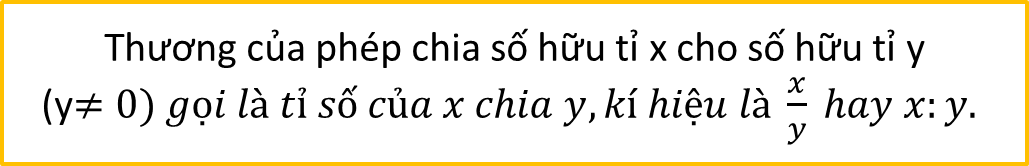 Thương của phép chia số hữu tỉ x cho số hữu tỉ y
(y≠ 0) gọi là tỉ số của x chia y, kí hiệu là x/y hay x: y.